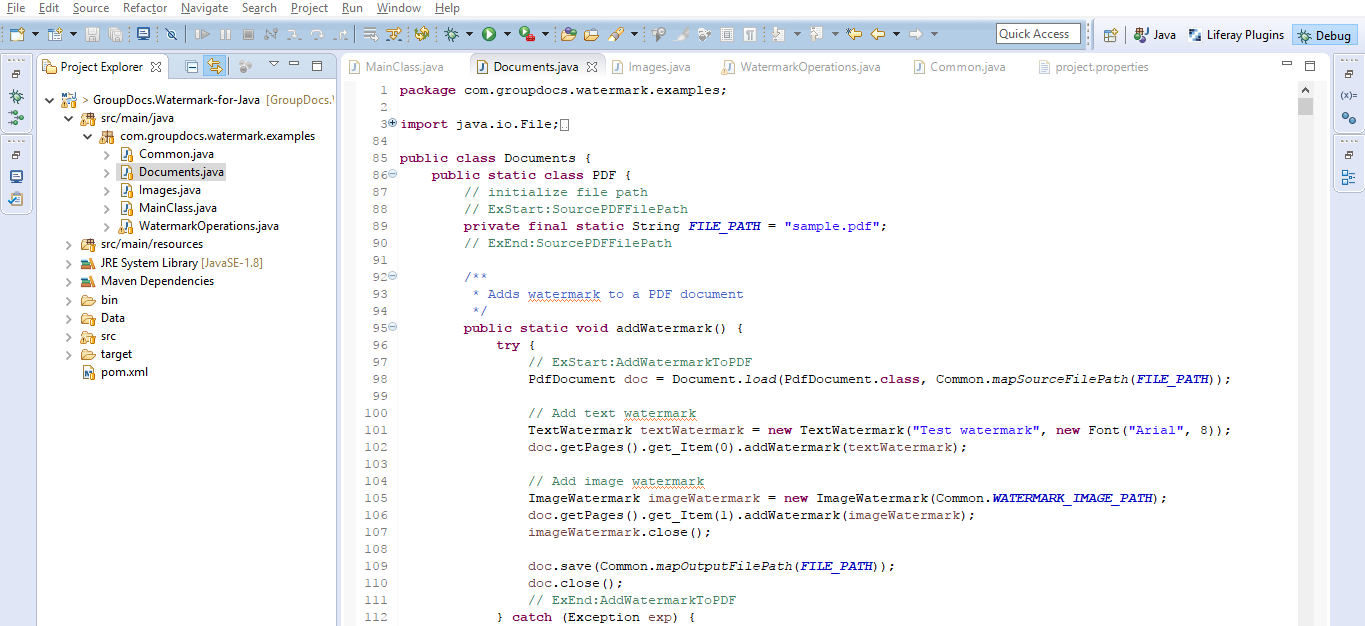 File Edit Source Refactor Navigate Search Project Run Window Help
Quick Access Java Liferay Plugins Debug
Project Explorer
GroupDocs.Watermark-for-Java [GroupDocs.
src/main/java
com.groupdocs.watermark.examples
Common.java
Documents.java
Images.java
MainClass.java
WatermarkOperations.java
src/main/resources
JRE System Library [JavaSE-1.8]
Maven Dependencies
bin
Data
src
target
pom.xml
MainClass.java Documents.java Images.java WatermarkOperations.java Common.java project.properties
1 package com.groupdocs.watermark.examples;
2
3 import java.io.File;
84
85 public class Documents {
86 public static class PDF {
87 // initialize file path
88 // ExStart:SourcePDFFilePath
89 private final static String FILE_PATH = "sample.pdf";
90 // ExEnd:SourcePDFFilePath
91
92 /**
93 * Adds watermark to a PDF document
94 */
95 public static void addWatermark() {
96 try {
97 // ExStart:AddWatermarkToPDF
98 PdfDocument doc = Document.load(PdfDocument.class, Common.mapSourceFilePath(FILE_PATH));
99
100 // Add text watermark
101 TextWatermark textWatermark = new TextWatermark("Test watermark", new Font("Arial", 8));
102 doc.getPages().get_Item(0).addWatermark(textWatermark);
103
104 // Add image watermark
105 ImageWatermark imageWatermark = new ImageWatermark(Common.WATERMARK_IMAGE_PATH);
106 doc.getPages().get_Item(1).addWatermark(imageWatermark);
107 imageWatermark.close();
108
109 doc.save(Common.mapOutputFilePath(FILE_PATH));
110 doc.close();
111 // ExEnd:AddWatermarkToPDF
112 } catch (Exception exp) {